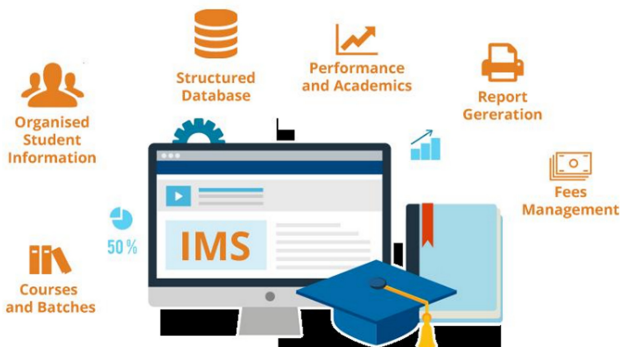 Structured
Database
Performance
and Academics
Report
Gereration
Organised
Student
Information
Fees
Management
50 %
IMS
Courses
and Batches